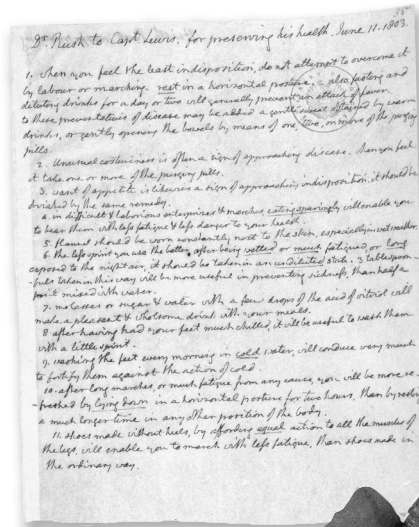 Dr. Rush to Capt. Lewis. for preserving his health. June 11. 1803.
1. when you feel the least indisposition, do not attempt to overcome it
by labour or marching. rest in a horizontal posture. also fasting and
diluting drinks for a day or two will generally prevent an attack of fever.
to these preventatives of disease may be added a gentle sweat obtained by warm
drinks, or gently opening the bowels by means of one, two, or more of the purging
pills.
2. Unusual costiveness is often a sign of approaching disease. when you feel
it take one or more of the purging pills.
3. want of appetite is likewise a sign of approaching indisposition. it should be
obviated by the same remedy.
4. in difficult & laborious enterprizes & marches, eating sparingly will enable you
to bear them with less fatigue & less danger to your health.
5. flannel should be worn constantly next to the skin, especially in wet weather.
6. the less spirit you use the better. after being wetted or much fatigued, or long
exposed to the night air, it should be taken in an undiluted state. 3 tablespoon-
-fuls taken in this way will be more useful in preventing sickness, than half a
pint mixed with water.
7. molasses or sugar & water with a few drops of the acid of vitriol will
make a pleasant & wholsome drink with your meals.
8 after having had your feet much chilled, it will be useful to wash them
with a little spirit.
9. washing the feet every morning in cold water, will conduce very much
to fortify them against the action of cold.
10. after long marches, or much fatigue from any cause, you will be more re-
-freshed by lying down in a horizontal posture for two hours, than by resting
a much longer time in any other position of the body.
11. shoes made without heels, by affording equal action to all the muscles of
the legs, will enable you to march with less fatigue, than shoes made in
the ordinary way.